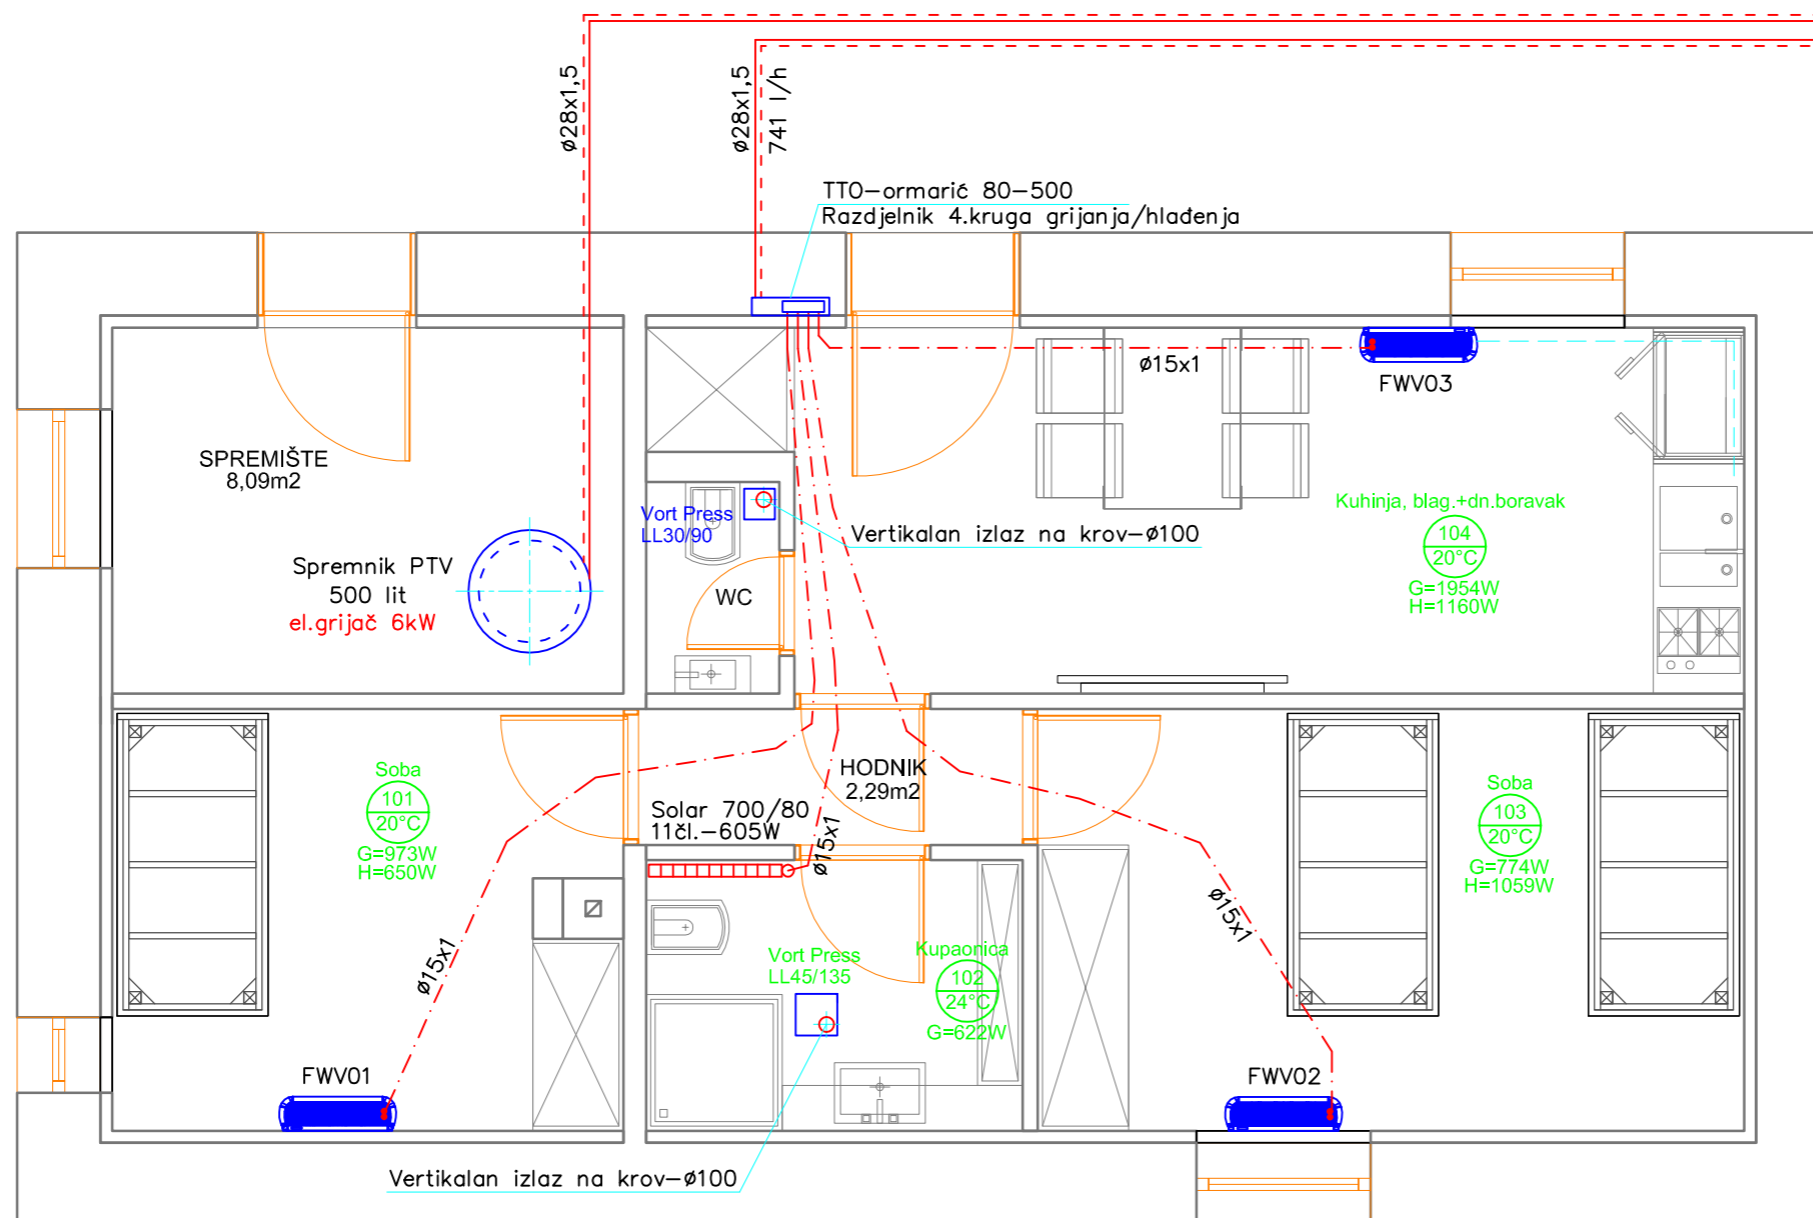 ø28x1,5
ø28x1,5
741 l/h
TTO-ormarić 80-500
Razdjelnik 4.kruga grijanja/hlađenja
ø15x1
FWV03
SPREMIŠTE
8,09m2
Vort Press
LL30/90
Vertikalan izlaz na krov-ø100
Kuhinja, blag.+dn.boravak
104
20°C
G=1954W
H=1160W
Spremnik PTV
500 lit
el.grijač 6kW
WC
Soba
101
20°C
G=973W
H=650W
HODNIK
2,29m2
Solar 700/80
11čl.-605W
ø15x1
Soba
103
20°C
G=774W
H=1059W
ø15x1
ø15x1
Vort Press
LL45/135
Kupaonica
102
24°C
G=622W
FWV01
FWV02
Vertikalan izlaz na krov-ø100